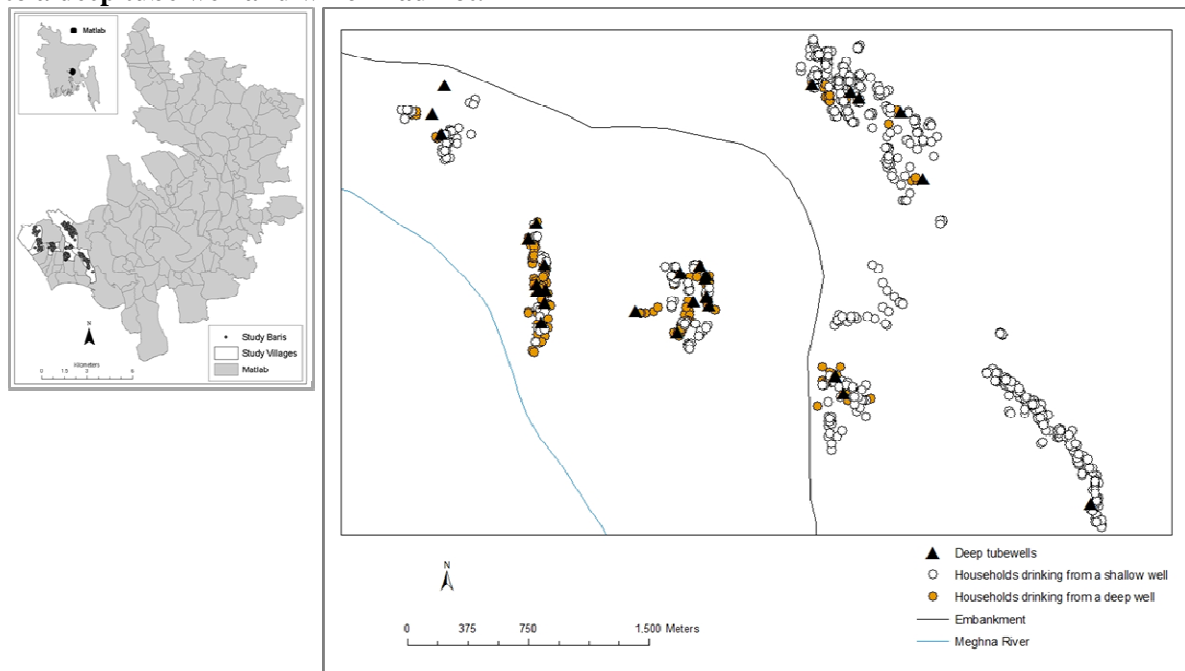 Matlab
N
Kilometers
0 1.5 3 6
Study Baris
Study Villages
Matlab
Deep tubewells
Households drinking from a shallow well
Households drinking from a deep well
Embankment
Meghna River
N
0 375 750 1,500 Meters